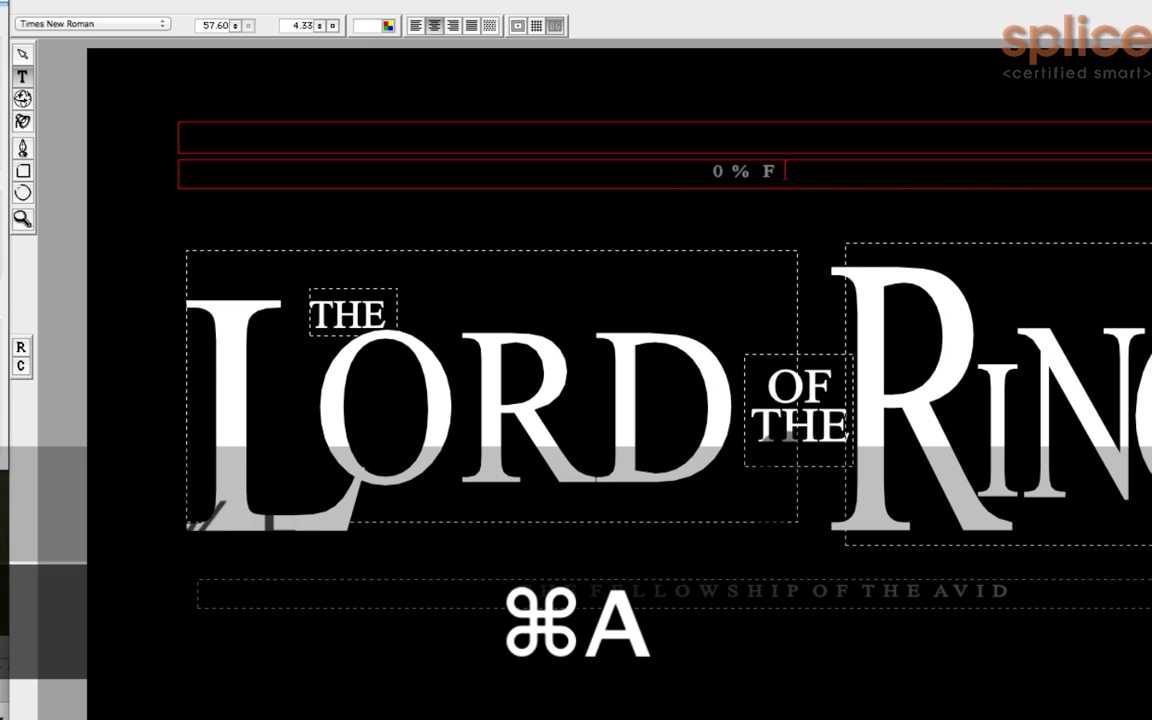 Times New Roman
57.60
4.33
splice
<certified smart>
T
0 % F
THE
LORD
OF
THE
RING
R
C
FELLOWSHIP OF THE AVID
⌘A